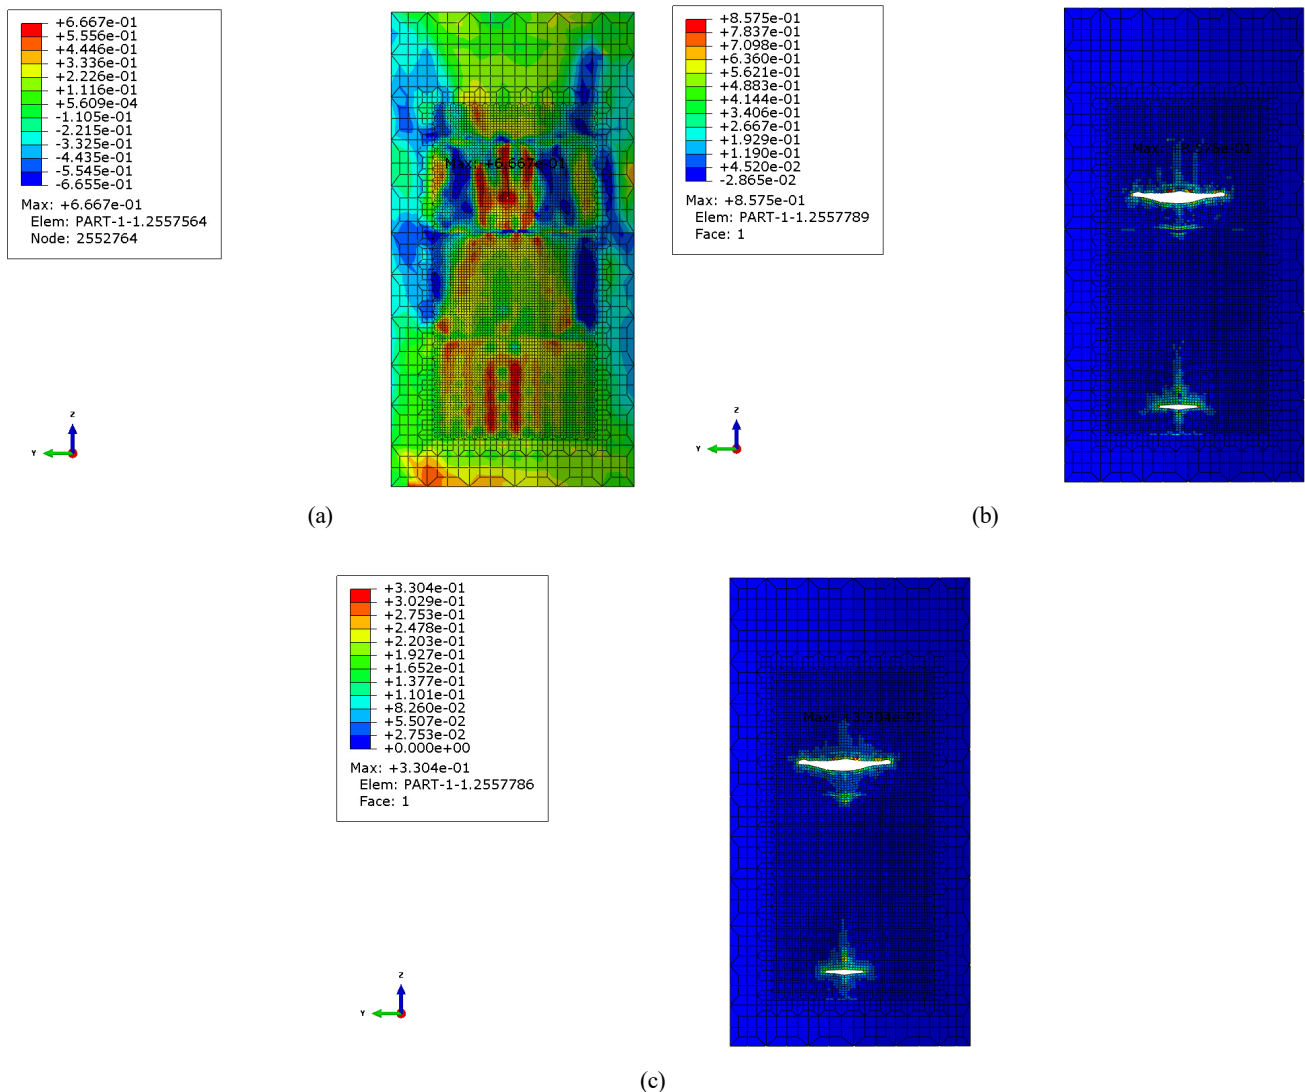 +6.667e-01
+5.556e-01
+4.446e-01
+3.336e-01
+2.226e-01
+1.116e-01
+5.609e-04
-1.105e-01
-2.215e-01
-3.325e-01
-4.435e-01
-5.545e-01
-6.655e-01
Max: +6.667e-01
Elem: PART-1-1.2557564
Node: 2552764
Max: +6.667e-01
Z
Y
(a)
+8.575e-01
+7.837e-01
+7.098e-01
+6.360e-01
+5.621e-01
+4.883e-01
+4.144e-01
+3.406e-01
+2.667e-01
+1.929e-01
+1.190e-01
+4.520e-02
-2.865e-02
Max: +8.575e-01
Elem: PART-1-1.2557789
Face: 1
Max: +8.575e-01
Z
Y
(b)
+3.304e-01
+3.029e-01
+2.753e-01
+2.478e-01
+2.203e-01
+1.927e-01
+1.652e-01
+1.377e-01
+1.101e-01
+8.260e-02
+5.507e-02
+2.753e-02
+0.000e+00
Max: +3.304e-01
Elem: PART-1-1.2557786
Face: 1
Max: +3.304e-01
Z
Y
(c)